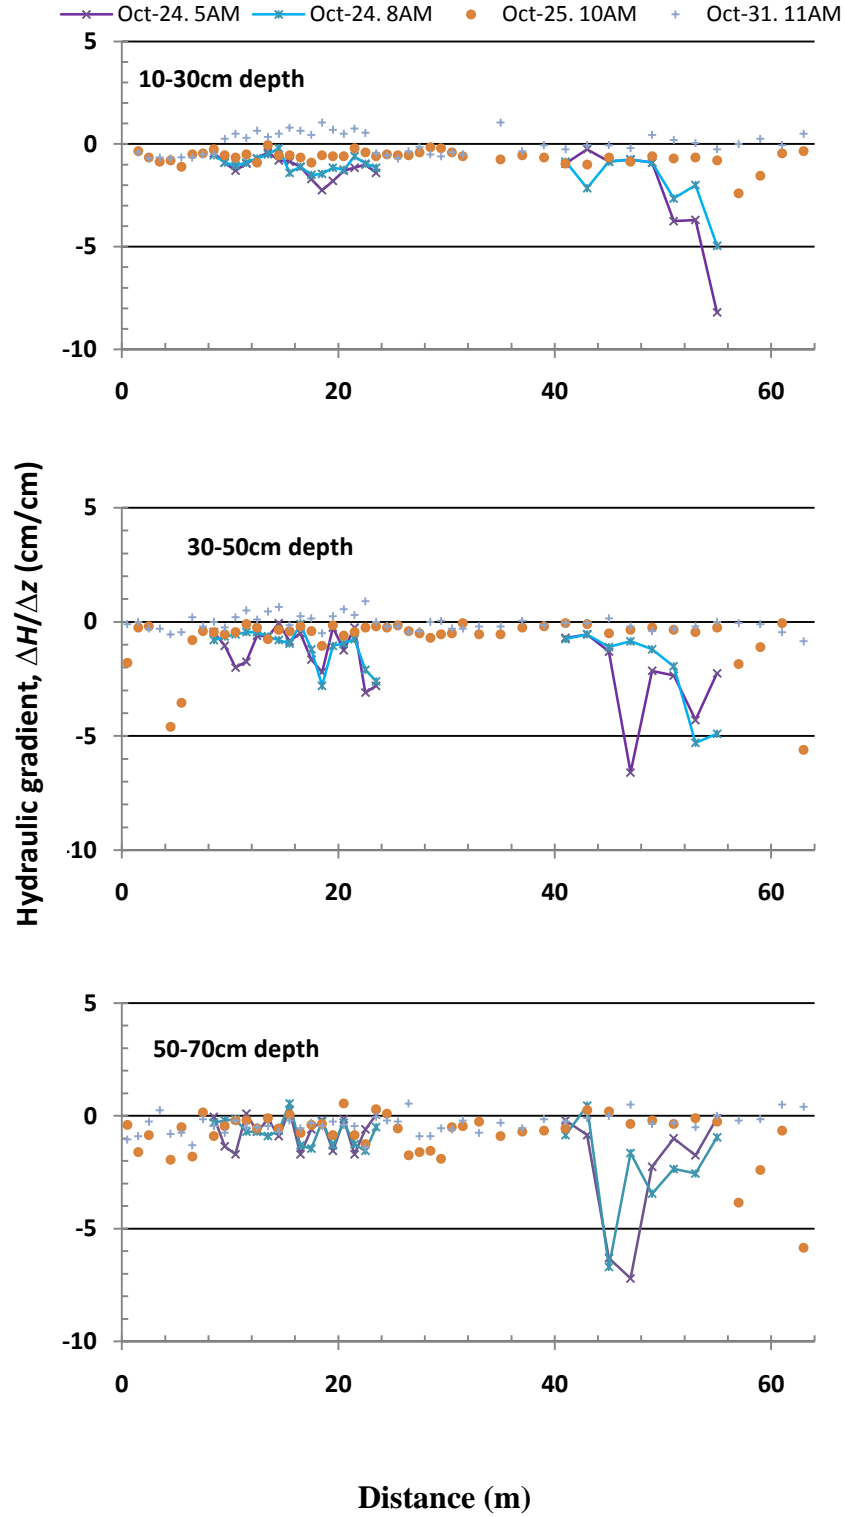 Oct-24. 5AM Oct-24. 8AM Oct-25. 10AM Oct-31. 11AM
5
10-30cm depth
0
-5
-10
0 20 40 60
Hydraulic gradient, ΔH/Δz (cm/cm)
5
30-50cm depth
0
-5
-10
0 20 40 60
5
50-70cm depth
0
-5
-10
0 20 40 60
Distance (m)